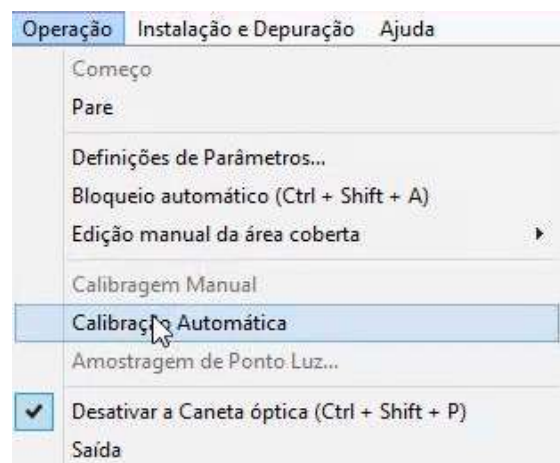 Operação Instalação e Depuração Ajuda
Começo
Pare
Definições de Parâmetros...
Bloqueio automático (Ctrl + Shift + A)
Edição manual da área coberta
Calibragem Manual
Calibração Automática
Amostragem de Ponto Luz...
Desativar a Caneta óptica (Ctrl + Shift + P)
Saída